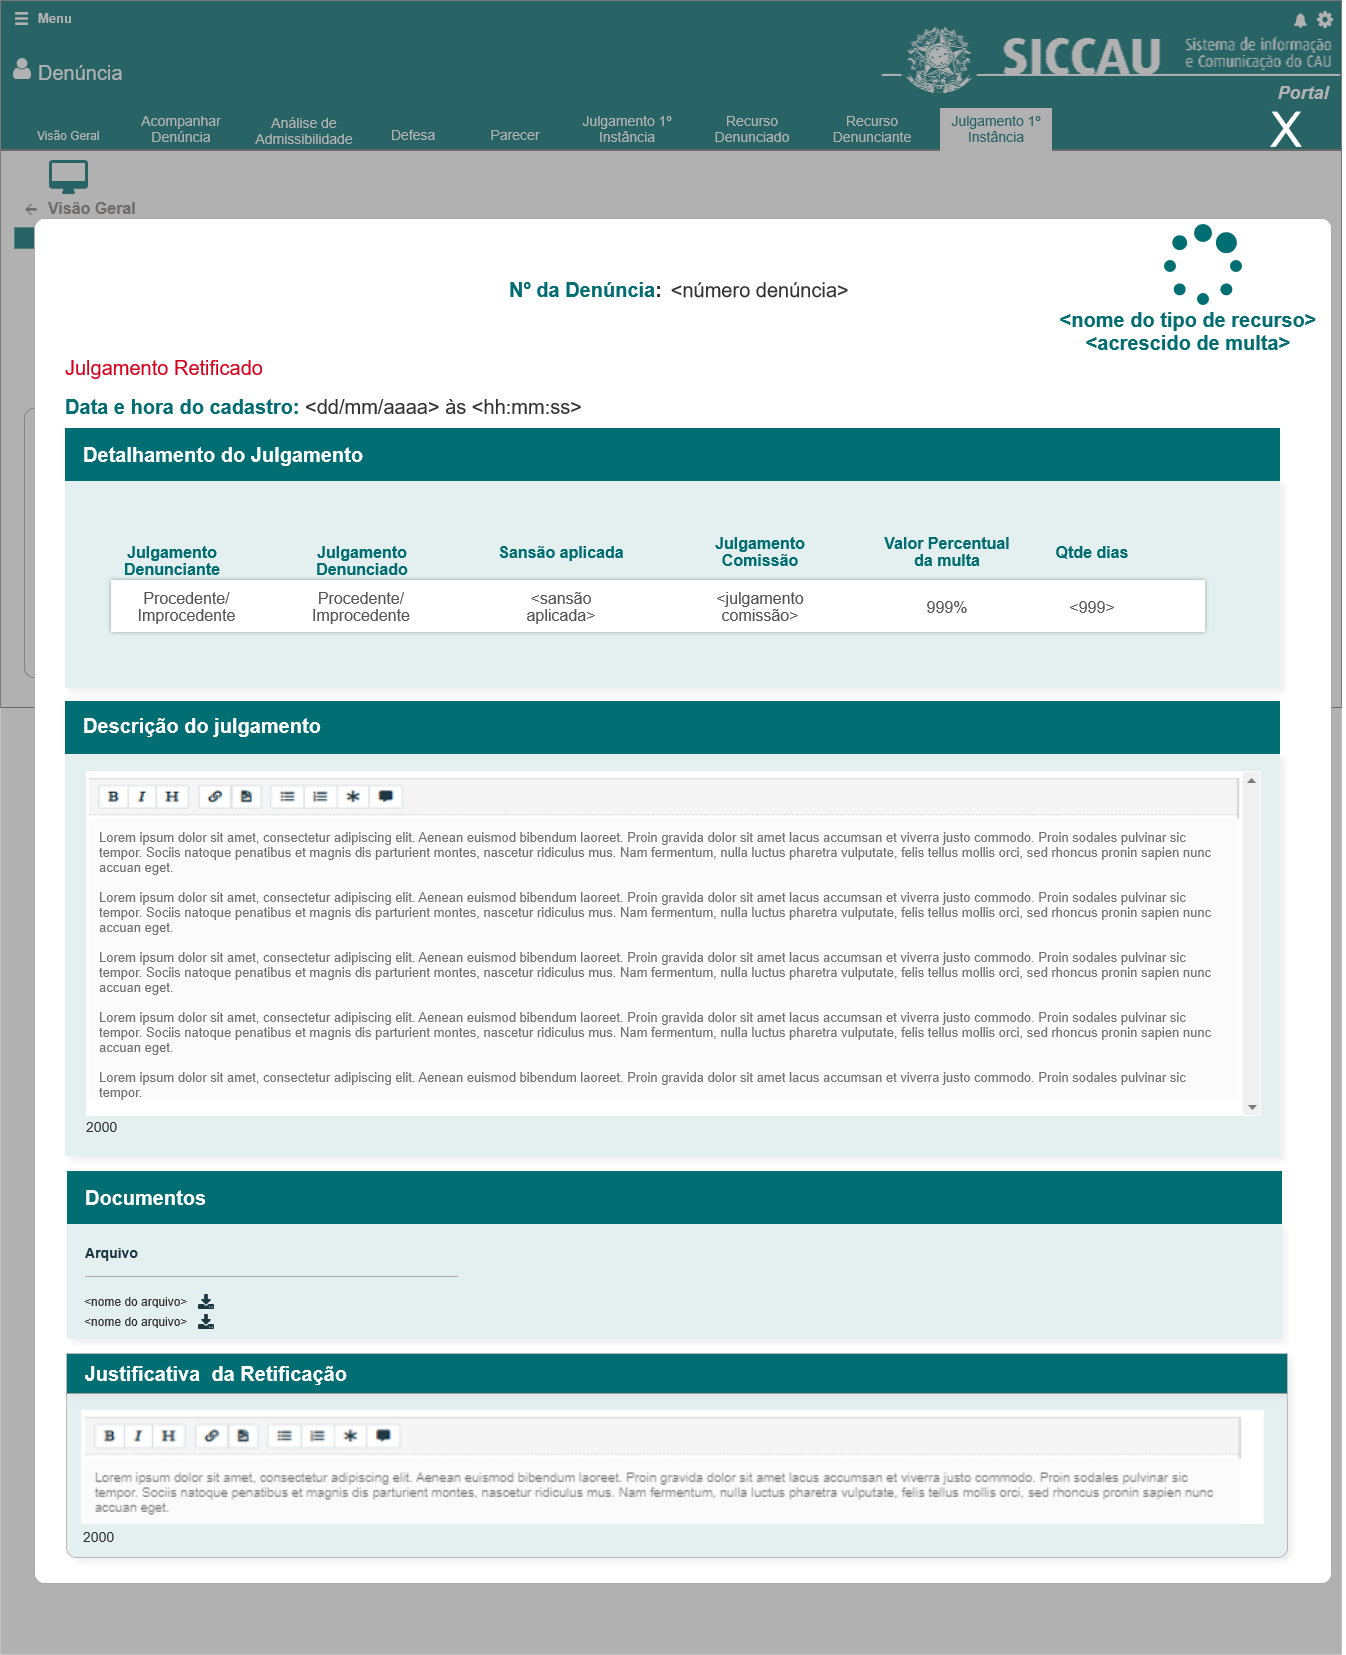 Menu
Denúncia
SICCAU
Sistema de informação
e Comunicação do CAU
Portal
Visão Geral
Acompanhar
Denúncia
Análise de
Admissibilidade
Defesa
Parecer
Julgamento 1º
Instância
Recurso
Denunciado
Recurso
Denunciante
Julgamento 1º
Instância
X
Visão Geral
Nº da Denúncia: <número denúncia>
<nome do tipo de recurso>
<acrescido de multa>
Julgamento Retificado
Data e hora do cadastro: <dd/mm/aaaa> às <hh:mm:ss>
Detalhamento do Julgamento
Julgamento
Denunciante
Julgamento
Denunciado
Sansão aplicada
Julgamento
Comissão
Valor Percentual
da multa
Qtde dias
Procedente/
Improcedente
Procedente/
Improcedente
<sansão
aplicada>
<julgamento
comissão>
999%
<999>
Descrição do julgamento
B I H
Lorem ipsum dolor sit amet, consectetur adipiscing elit. Aenean euismod bibendum laoreet. Proin gravida dolor sit amet lacus accumsan et viverra justo commodo. Proin sodales pulvinar sic
tempor. Sociis natoque penatibus et magnis dis parturient montes, nascetur ridiculus mus. Nam fermentum, nulla luctus pharetra vulputate, felis tellus mollis orci, sed rhoncus pronin sapien nunc
accuan eget.
Lorem ipsum dolor sit amet, consectetur adipiscing elit. Aenean euismod bibendum laoreet. Proin gravida dolor sit amet lacus accumsan et viverra justo commodo. Proin sodales pulvinar sic
tempor. Sociis natoque penatibus et magnis dis parturient montes, nascetur ridiculus mus. Nam fermentum, nulla luctus pharetra vulputate, felis tellus mollis orci, sed rhoncus pronin sapien nunc
accuan eget.
Lorem ipsum dolor sit amet, consectetur adipiscing elit. Aenean euismod bibendum laoreet. Proin gravida dolor sit amet lacus accumsan et viverra justo commodo. Proin sodales pulvinar sic
tempor. Sociis natoque penatibus et magnis dis parturient montes, nascetur ridiculus mus. Nam fermentum, nulla luctus pharetra vulputate, felis tellus mollis orci, sed rhoncus pronin sapien nunc
accuan eget.
Lorem ipsum dolor sit amet, consectetur adipiscing elit. Aenean euismod bibendum laoreet. Proin gravida dolor sit amet lacus accumsan et viverra justo commodo. Proin sodales pulvinar sic
tempor. Sociis natoque penatibus et magnis dis parturient montes, nascetur ridiculus mus. Nam fermentum, nulla luctus pharetra vulputate, felis tellus mollis orci, sed rhoncus pronin sapien nunc
accuan eget.
Lorem ipsum dolor sit amet, consectetur adipiscing elit. Aenean euismod bibendum laoreet. Proin gravida dolor sit amet lacus accumsan et viverra justo commodo. Proin sodales pulvinar sic
tempor.
2000
Documentos
Arquivo
<nome do arquivo>
<nome do arquivo>
Justificativa  da Retificação
B I H
Lorem ipsum dolor sit amet, consectetur adipiscing elit. Aenean euismod bibendum laoreet. Proin gravida dolor sit amet lacus accumsan et viverra justo commodo. Proin sodales pulvinar sic
tempor. Sociis natoque penatibus et magnis dis parturient montes, nascetur ridiculus mus. Nam fermentum, nulla luctus pharetra vulputate, felis tellus mollis orci, sed rhoncus pronin sapien nunc
accuan eget.
2000